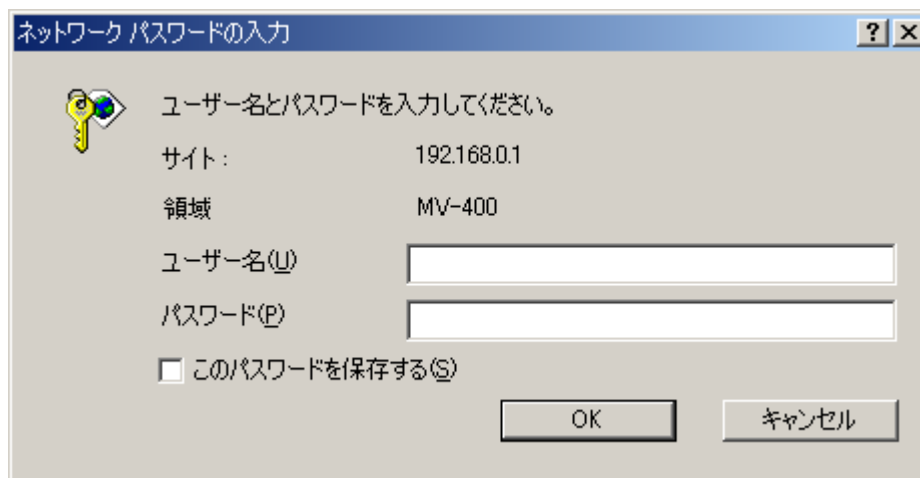 ネットワーク パスワードの入力
ユーザー名とパスワードを入力してください。
サイト : 192.168.0.1
領域 MV-400
ユーザー名(U)
パスワード(P)
このパスワードを保存する(S)
OK キャンセル